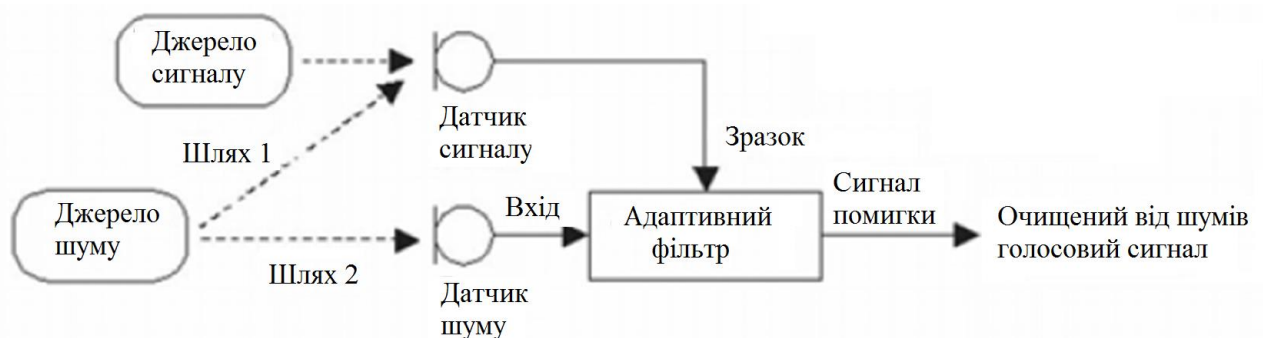 Джерело
сигналу
Датчик
сигналу
Шлях 1
Зразок
Джерело
шуму
Шлях 2
Датчик
шуму
Вхід
Адаптивний
фільтр
Сигнал
помигки
Очищений від шумів
голосовий сигнал